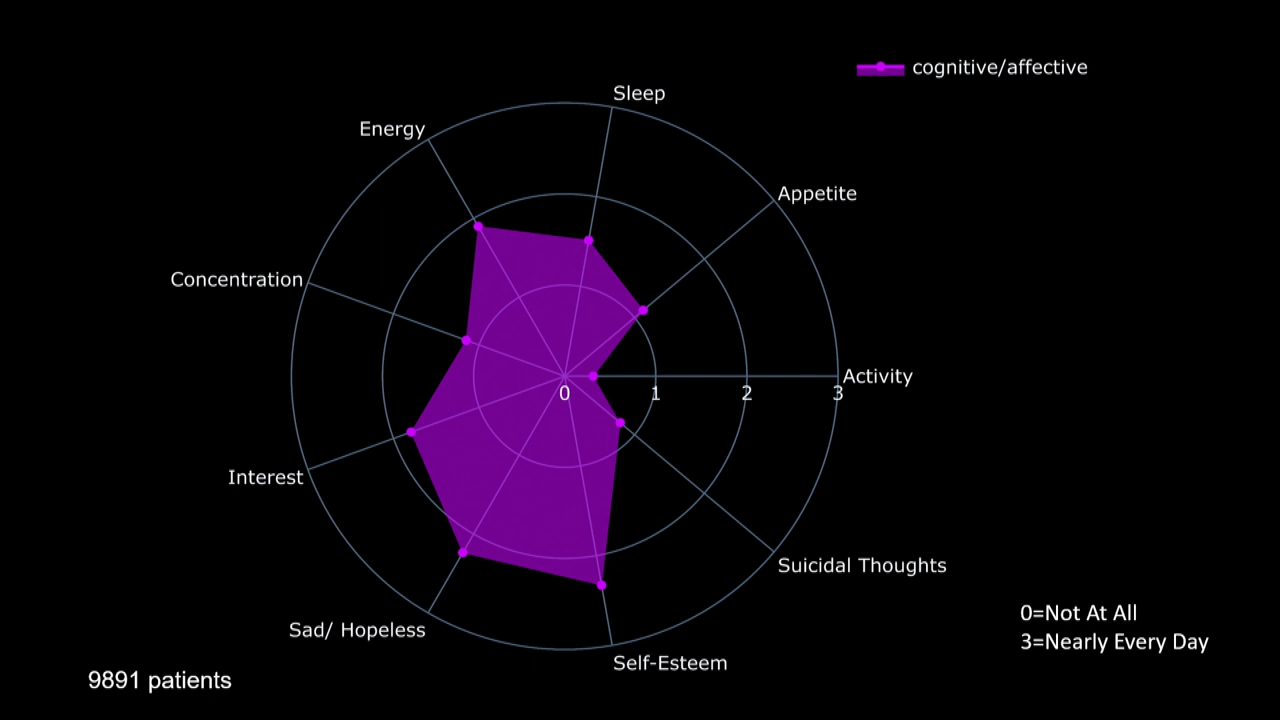 cognitive/affective
Sleep
Energy
Appetite
Concentration
Activity
0
1
2
3
Interest
Suicidal Thoughts
Sad/ Hopeless
Self-Esteem
0=Not At All
3=Nearly Every Day
9891 patients